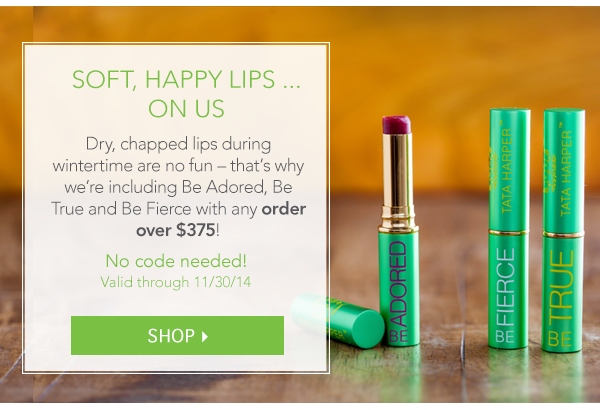 SOFT, HAPPY LIPS ...
ON US
Dry, chapped lips during
wintertime are no fun – that's why
we're including Be Adored, Be
True and Be Fierce with any order
over $375!
No code needed!
Valid through 11/30/14
SHOP
BE ADORED
TATA HARPER™
BE FIERCE
TATA HARPER™
BE TRUE